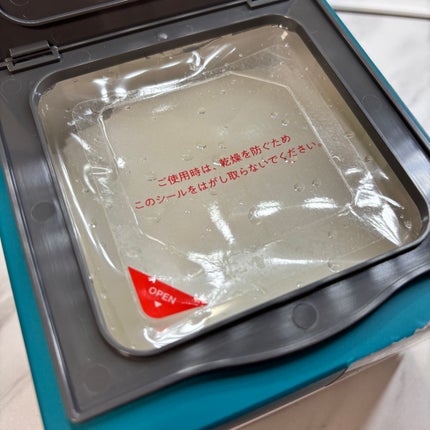 ご使用時は、乾燥を防ぐため
このシールをはがし取らないでください。
OPEN